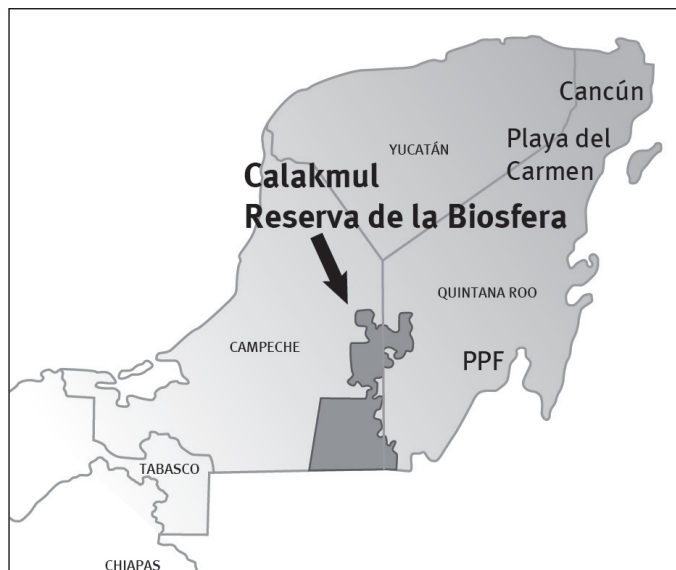 Cancún
YUCATÁN
Playa del
Carmen
Calakmul
Reserva de la Biosfera
QUINTANA ROO
CAMPECHE
PPF
TABASCO
CHIAPAS